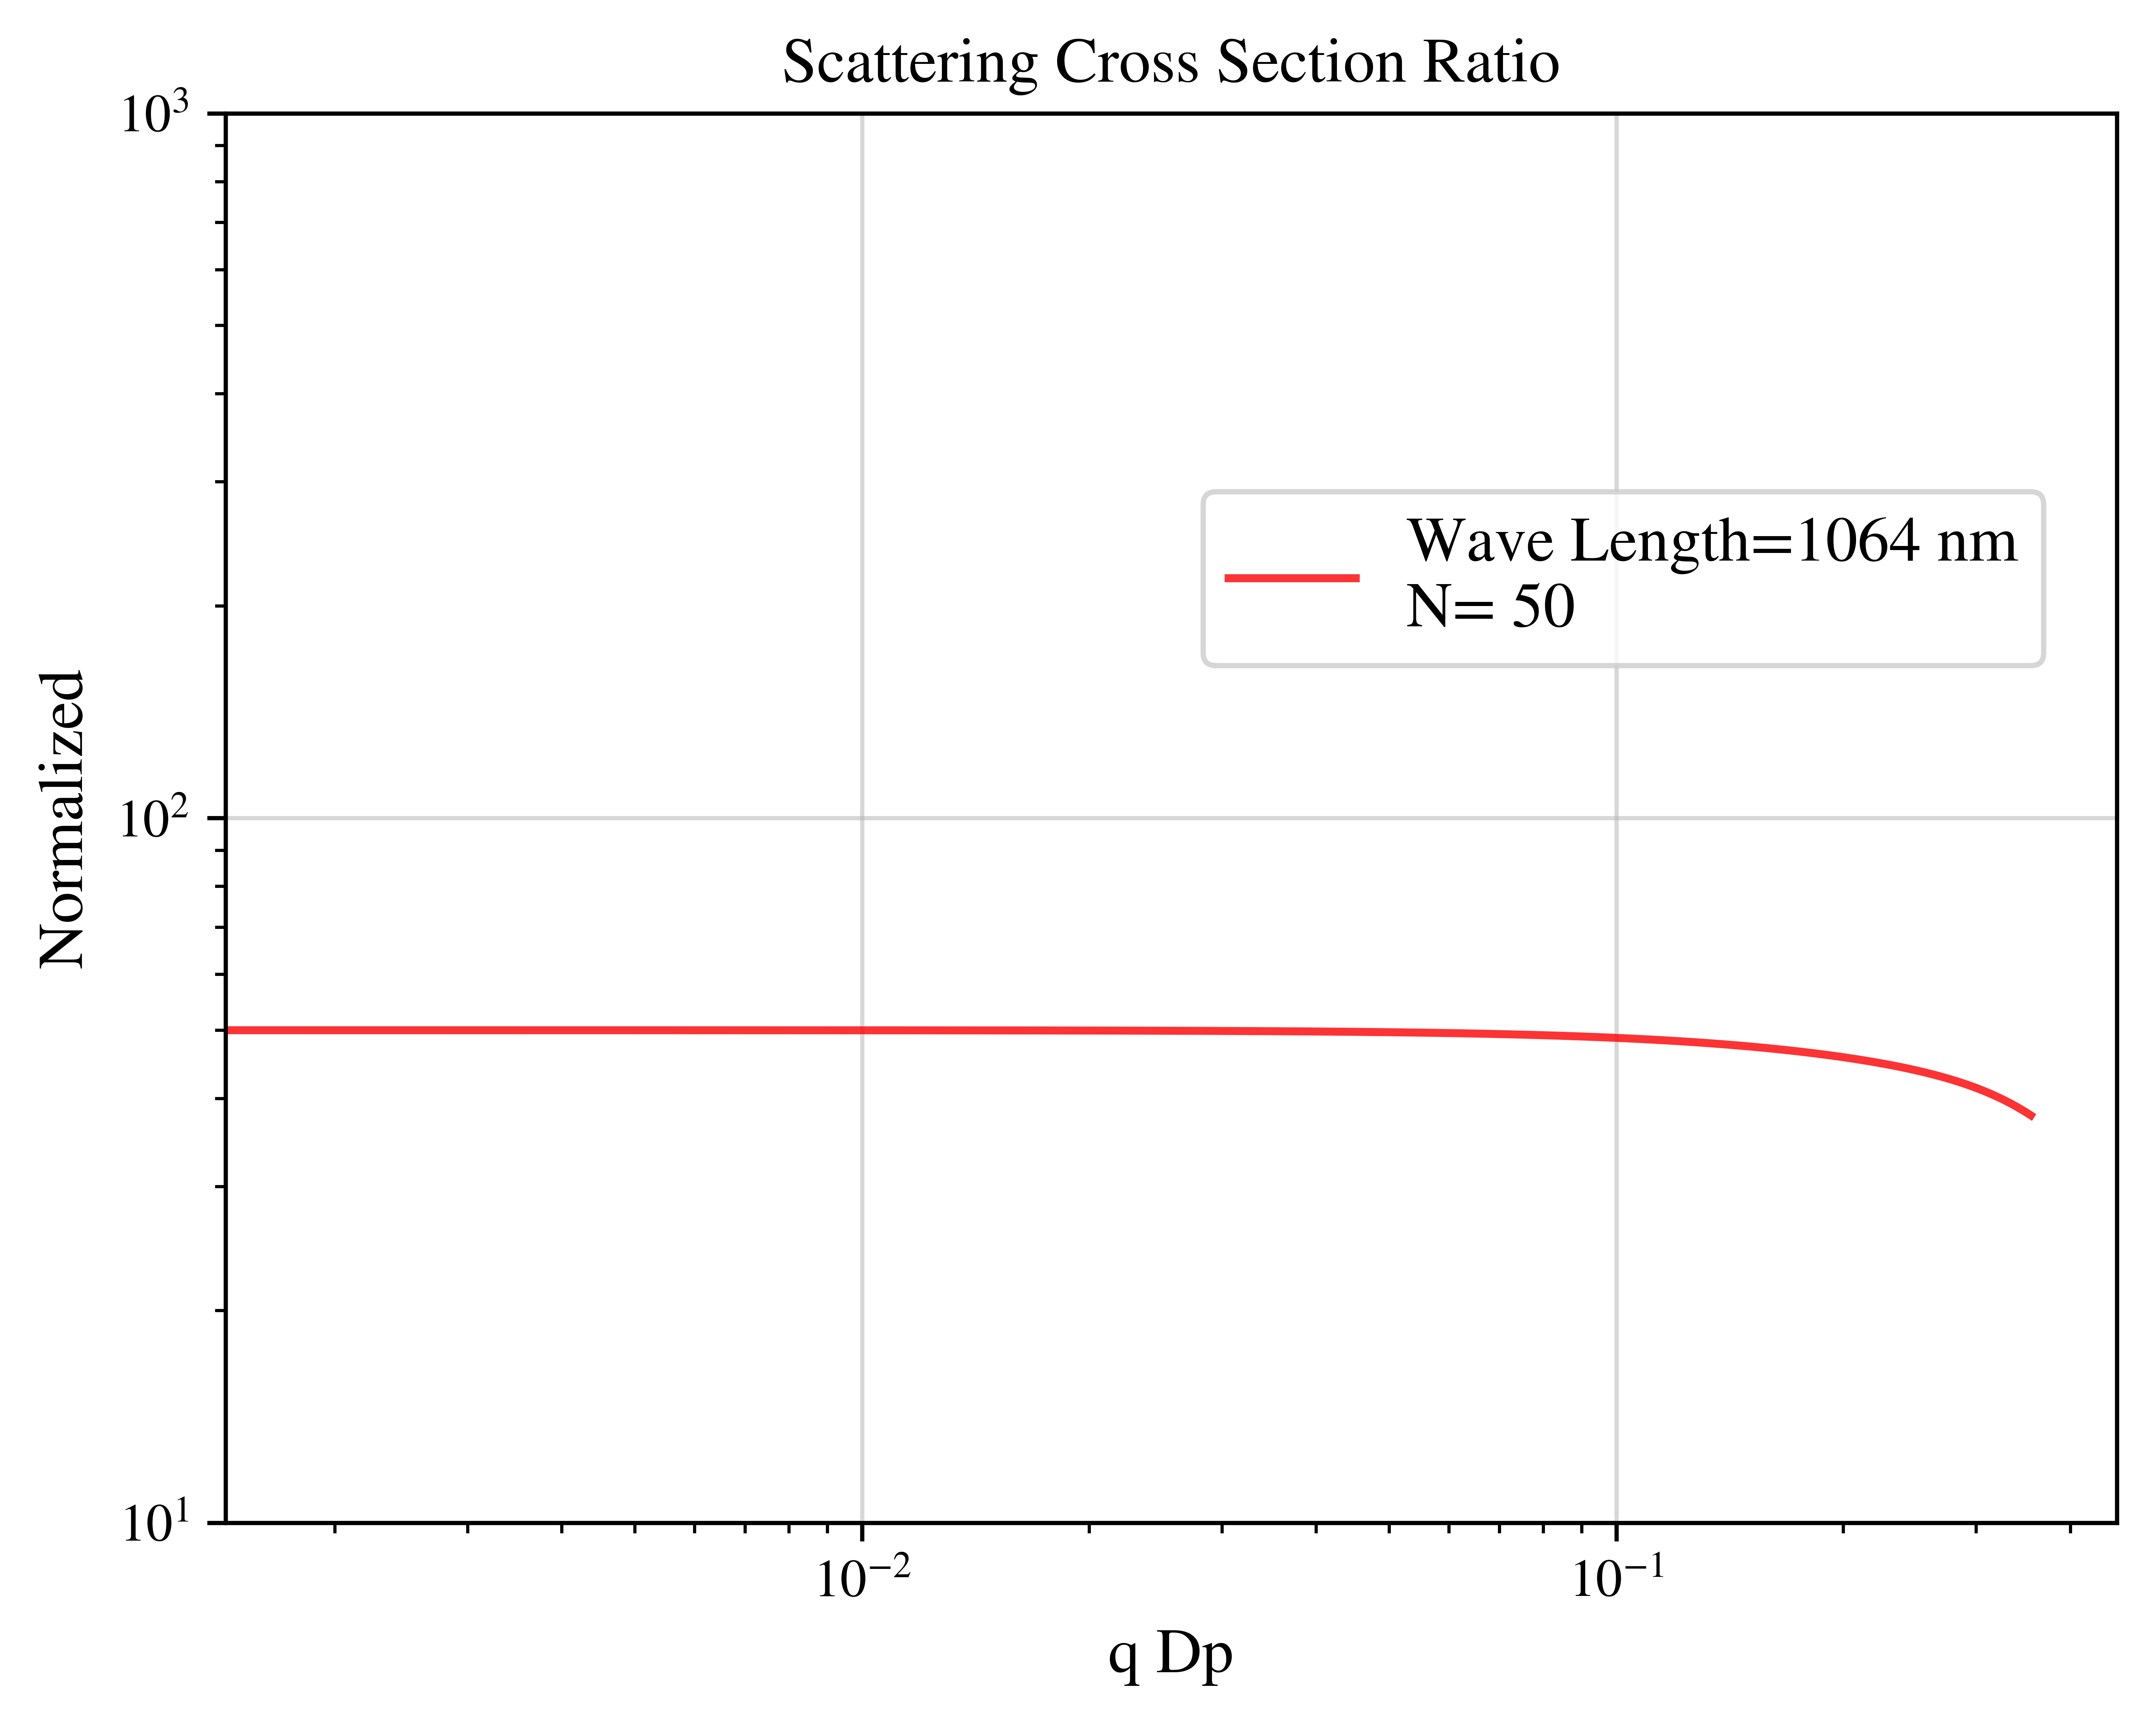 Scattering Cross Section Ratio
10³
Wave Length=1064 nm
N= 50
Normalized
10²
10¹
10⁻²
10⁻¹
q Dp